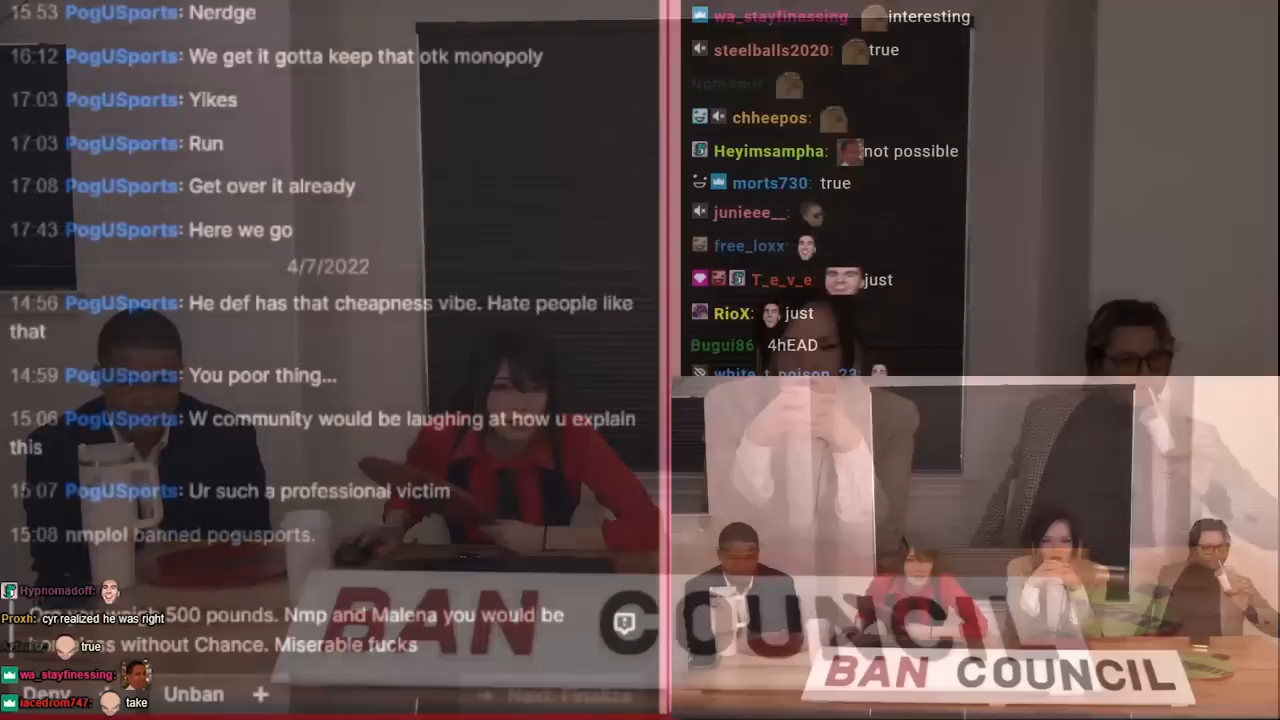 15:53 PogUSports: Nerdge
16:12 PogUSports: We get it gotta keep that otk monopoly
17:03 PogUSports: Yikes
17:03 PogUSports: Run
17:08 PogUSports: Get over it already
17:43 PogUSports: Here we go
4/7/2022
14:56 PogUSports: He def has that cheapness vibe. Hate people like
that
14:59 PogUSports: You poor thing...
15:06 PogUSports: W community would be laughing at how u explain
this
15:07 PogUSports: Ur such a professional victim
15:08 nmplol banned pogusports.
500 pounds. Nmp and Malena you would be
without Chance. Miserable fucks
Deny
Unban +
Hypnomadoff:
Proxh: cyr realized he was right
true
wa_stayfinessing:
iacedrom747: take
wa_stayfinessing interesting
steelballs2020: true
chheepos:
Heyimsampha: not possible
morts730: true
junieee__:
free_loxx
T_e_v_e: just
RioX: just
Bugui86 4hEAD
white_t_poison_23:
BAN COUNCIL
BAN COUNCIL